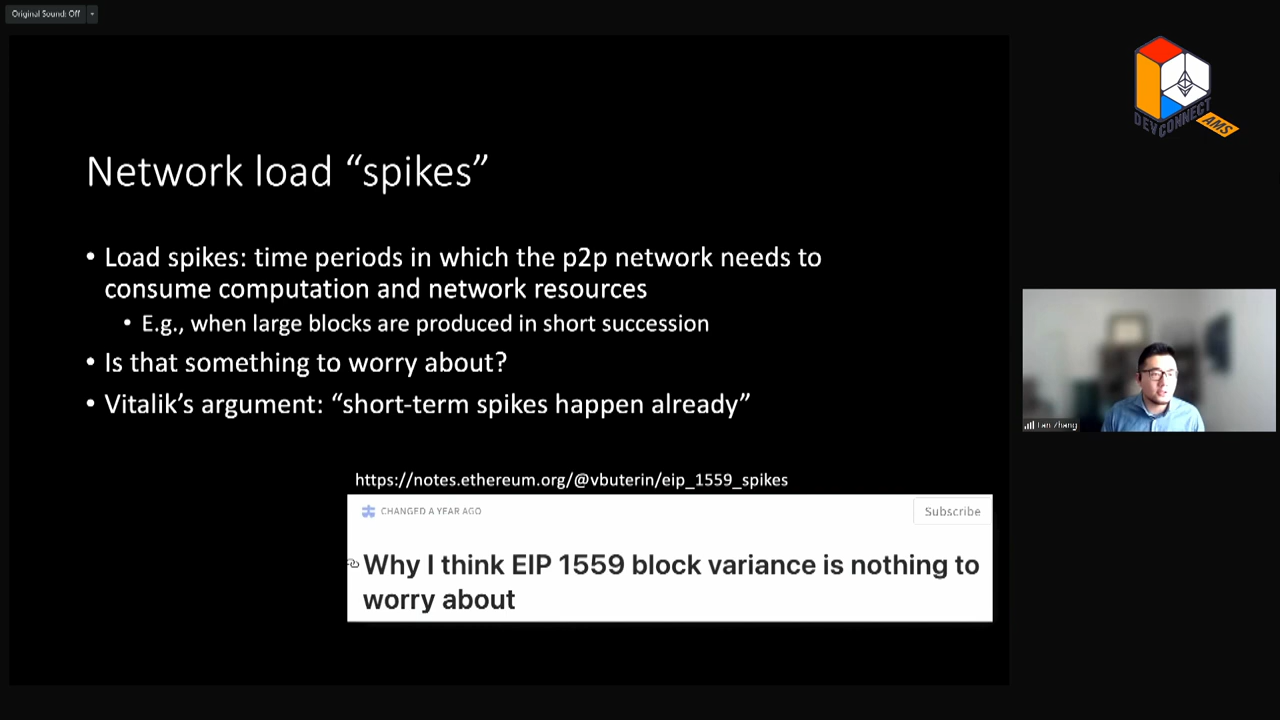 Original Sound: Off
DEVCONNECT
AMS
Network load “spikes”
• Load spikes: time periods in which the p2p network needs to
consume computation and network resources
• E.g., when large blocks are produced in short succession
• Is that something to worry about?
• Vitalik’s argument: “short-term spikes happen already”
https://notes.ethereum.org/@vbuterin/eip_1559_spikes
CHANGED A YEAR AGO
Subscribe
Why I think EIP 1559 block variance is nothing to
worry about
Zhang